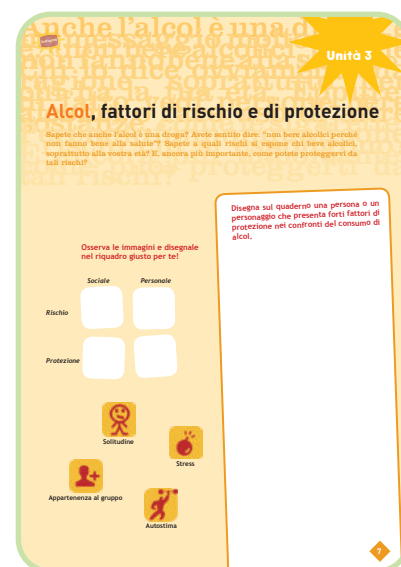 Unità 3
Alcol, fattori di rischio e di protezione
Sapete che anche l'alcol è una droga? Avete sentito dire: "non bere alcolici perché
non fanno bene alla salute"? Sapete a quali rischi si espone chi beve alcolici,
soprattutto alla vostra età? E, ancora più importante, come potete proteggervi da
tali rischi?
Disegna sul quaderno una persona o un
personaggio che presenta forti fattori di
protezione nei confronti del consumo di
alcol.
Osserva le immagini e disegnale
nel riquadro giusto per te!
Sociale Personale
Rischio
Protezione
Solitudine
Stress
Appartenenza al gruppo
Autostima
7